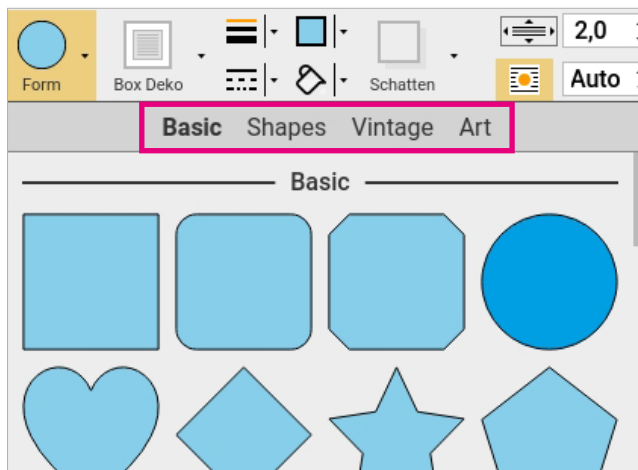 2,0
Form Box Deko Schatten Auto
Basic Shapes Vintage Art
Basic